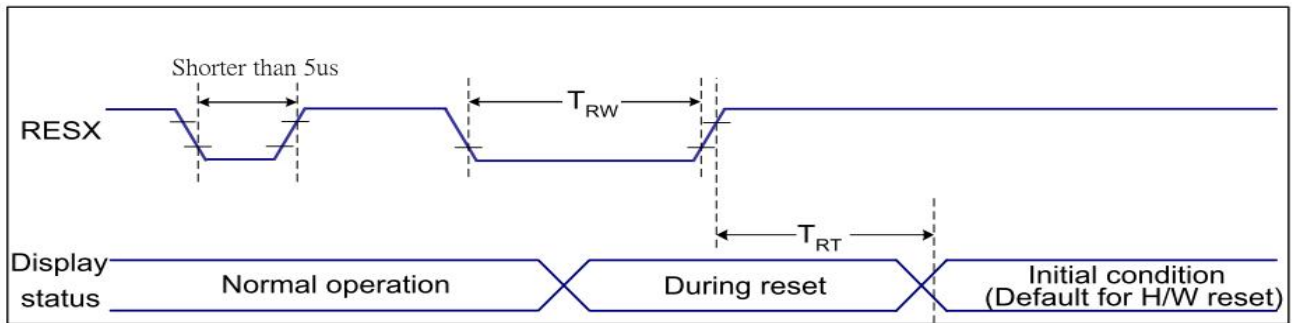 Shorter than 5us
RESX
TRW
TRT
Display
status
Normal operation
During reset
Initial condition
(Default for H/W reset)